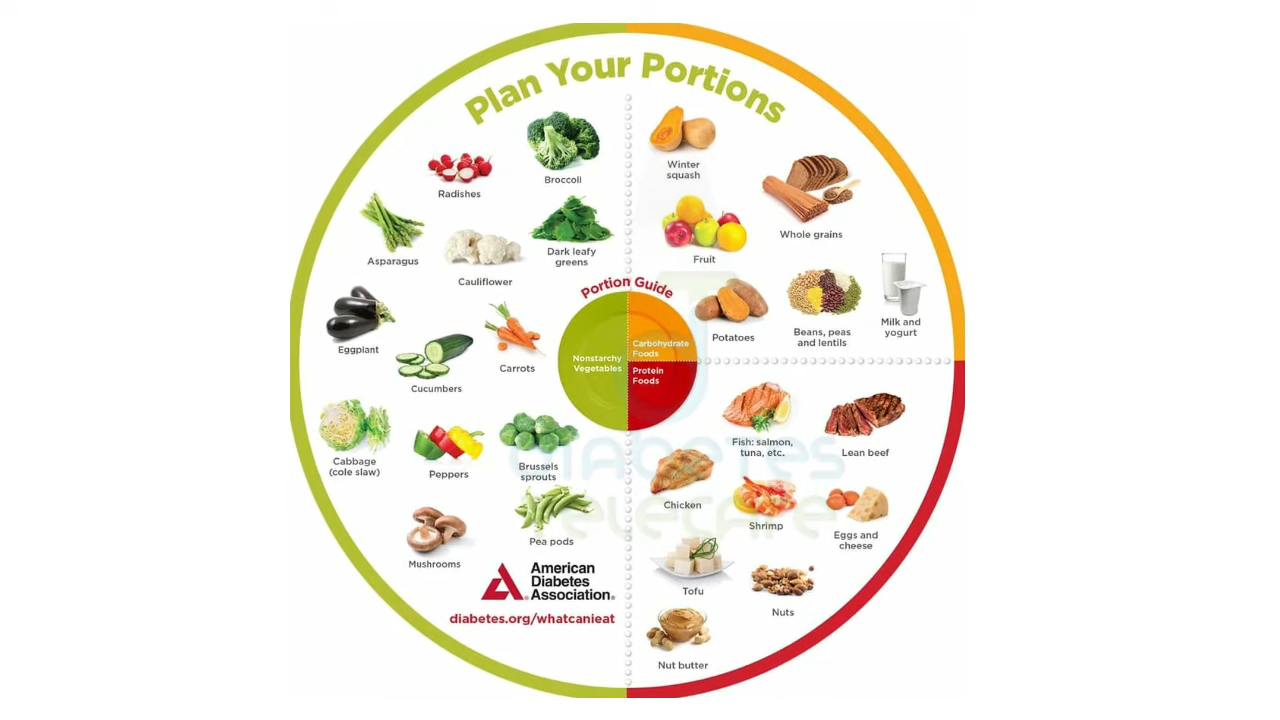 Plan Your Portions
Broccoli
Radishes
Asparagus
Dark leafy
greens
Cauliflower
Eggplant
Cucumbers
Carrots
Cabbage
(cole slaw)
Peppers
Brussels
sprouts
Pea pods
Mushrooms
American
Diabetes
Association®
diabetes.org/whatcanieat
Portion Guide
Nonstarchy
Vegetables
Carbohydrate
Foods
Protein
Foods
Winter
squash
Whole grains
Fruit
Potatoes
Beans, peas
and lentils
Milk and
yogurt
Fish: salmon,
tuna, etc.
Lean beef
Chicken
Shrimp
Eggs and
cheese
Tofu
Nuts
Nut butter
DIABETES
TELECARE